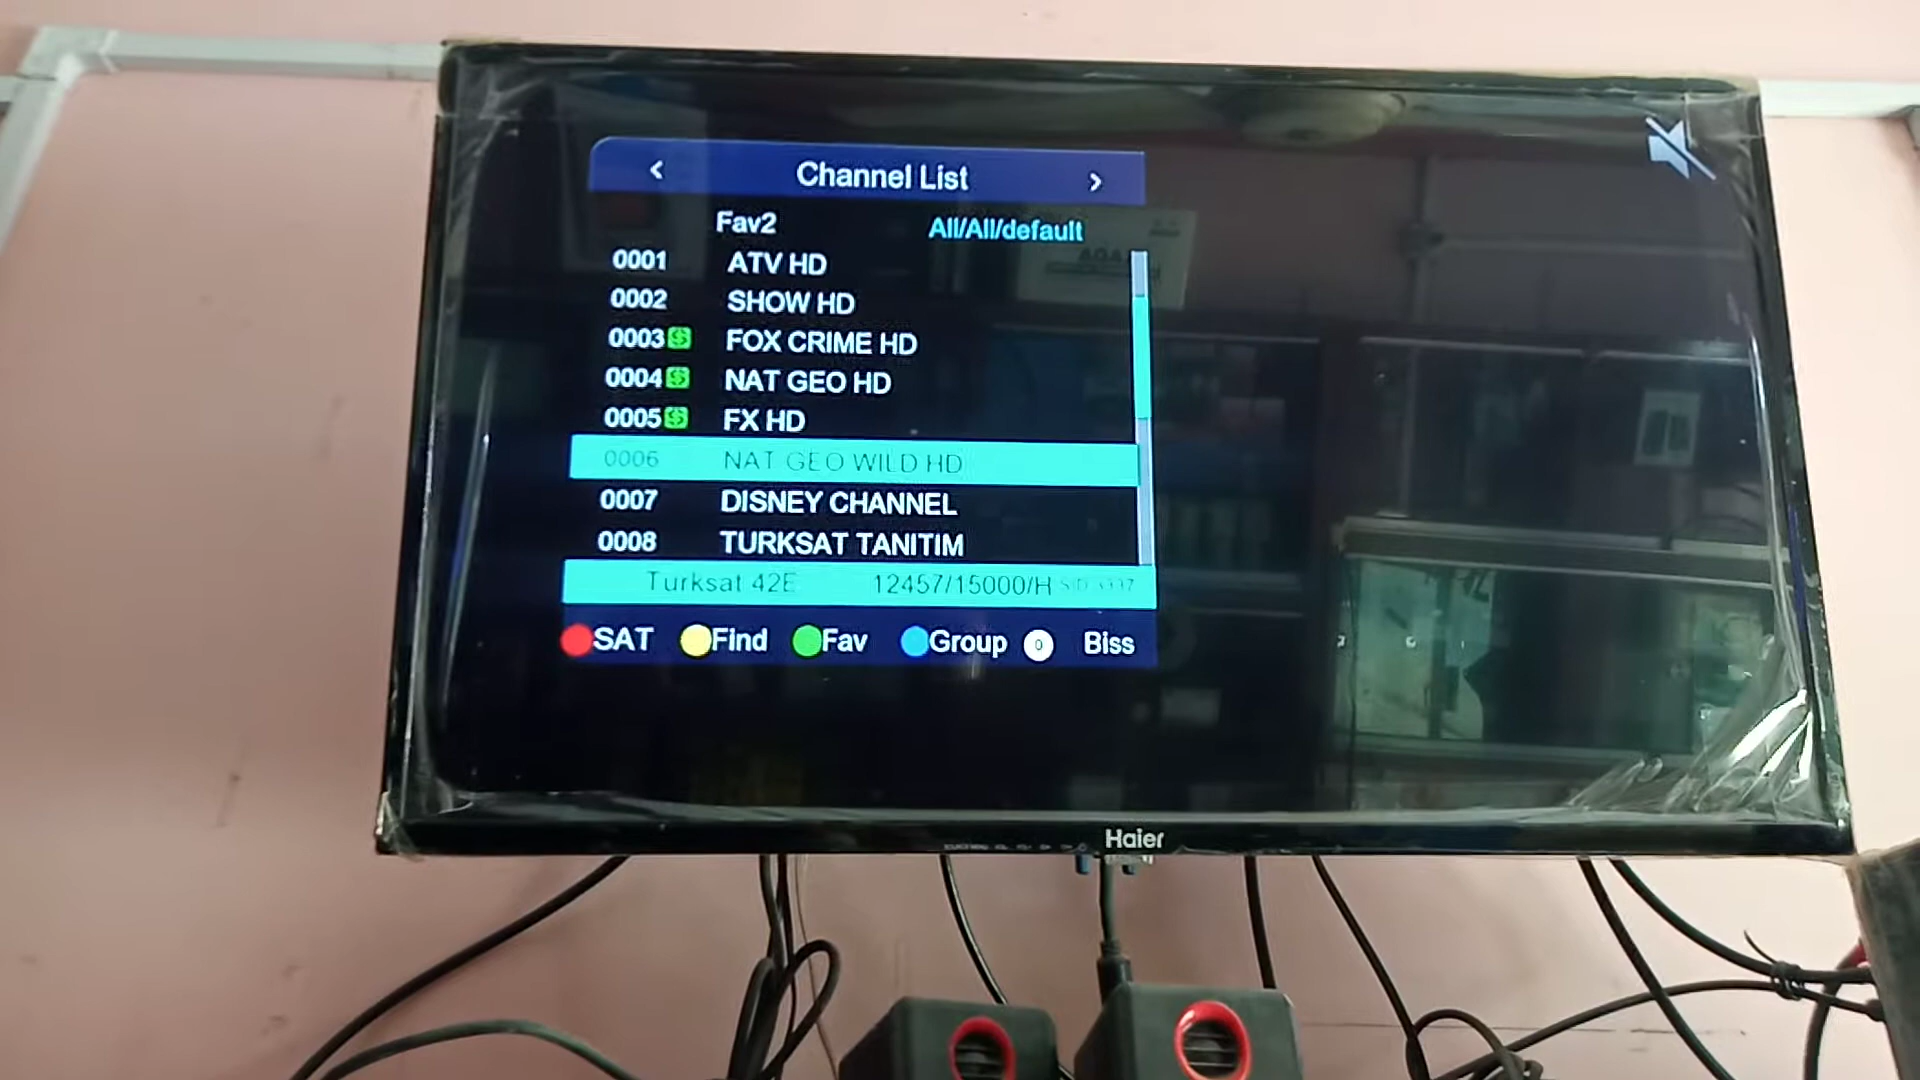 Channel List
Fav2 All/All/default
0001 ATV HD
0002 SHOW HD
0003 $ FOX CRIME HD
0004 $ NAT GEO HD
0005 $ FX HD
0006 NAT GEO WILD HD
0007 DISNEY CHANNEL
0008 TURKSAT TANITIM
Turksat 42E 12457/15000/H
SAT Find Fav Group 0 Biss
Haier